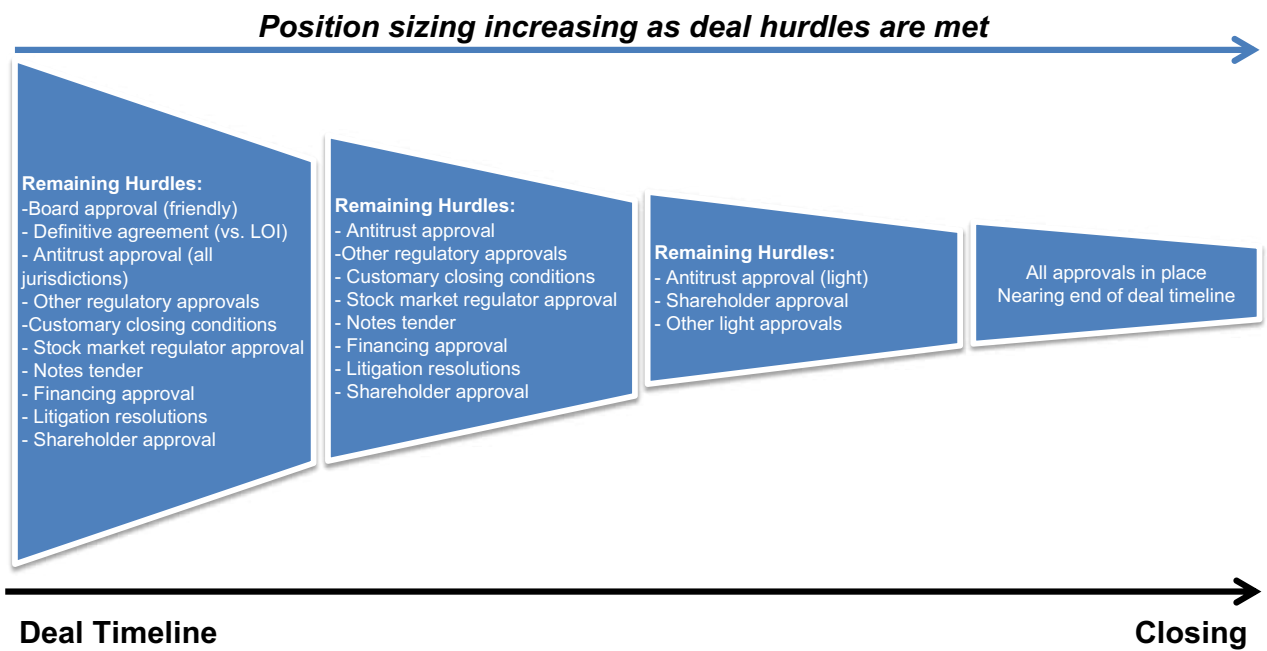 Position sizing increasing as deal hurdles are met
Remaining Hurdles:
-Board approval (friendly)
- Definitive agreement (vs. LOI)
- Antitrust approval (all
jurisdictions)
- Other regulatory approvals
-Customary closing conditions
- Stock market regulator approval
- Notes tender
- Financing approval
- Litigation resolutions
- Shareholder approval
Remaining Hurdles:
- Antitrust approval
-Other regulatory approvals
- Customary closing conditions
- Stock market regulator approval
- Notes tender
- Financing approval
- Litigation resolutions
- Shareholder approval
Remaining Hurdles:
- Antitrust approval (light)
- Shareholder approval
- Other light approvals
All approvals in place
Nearing end of deal timeline
Deal Timeline
Closing